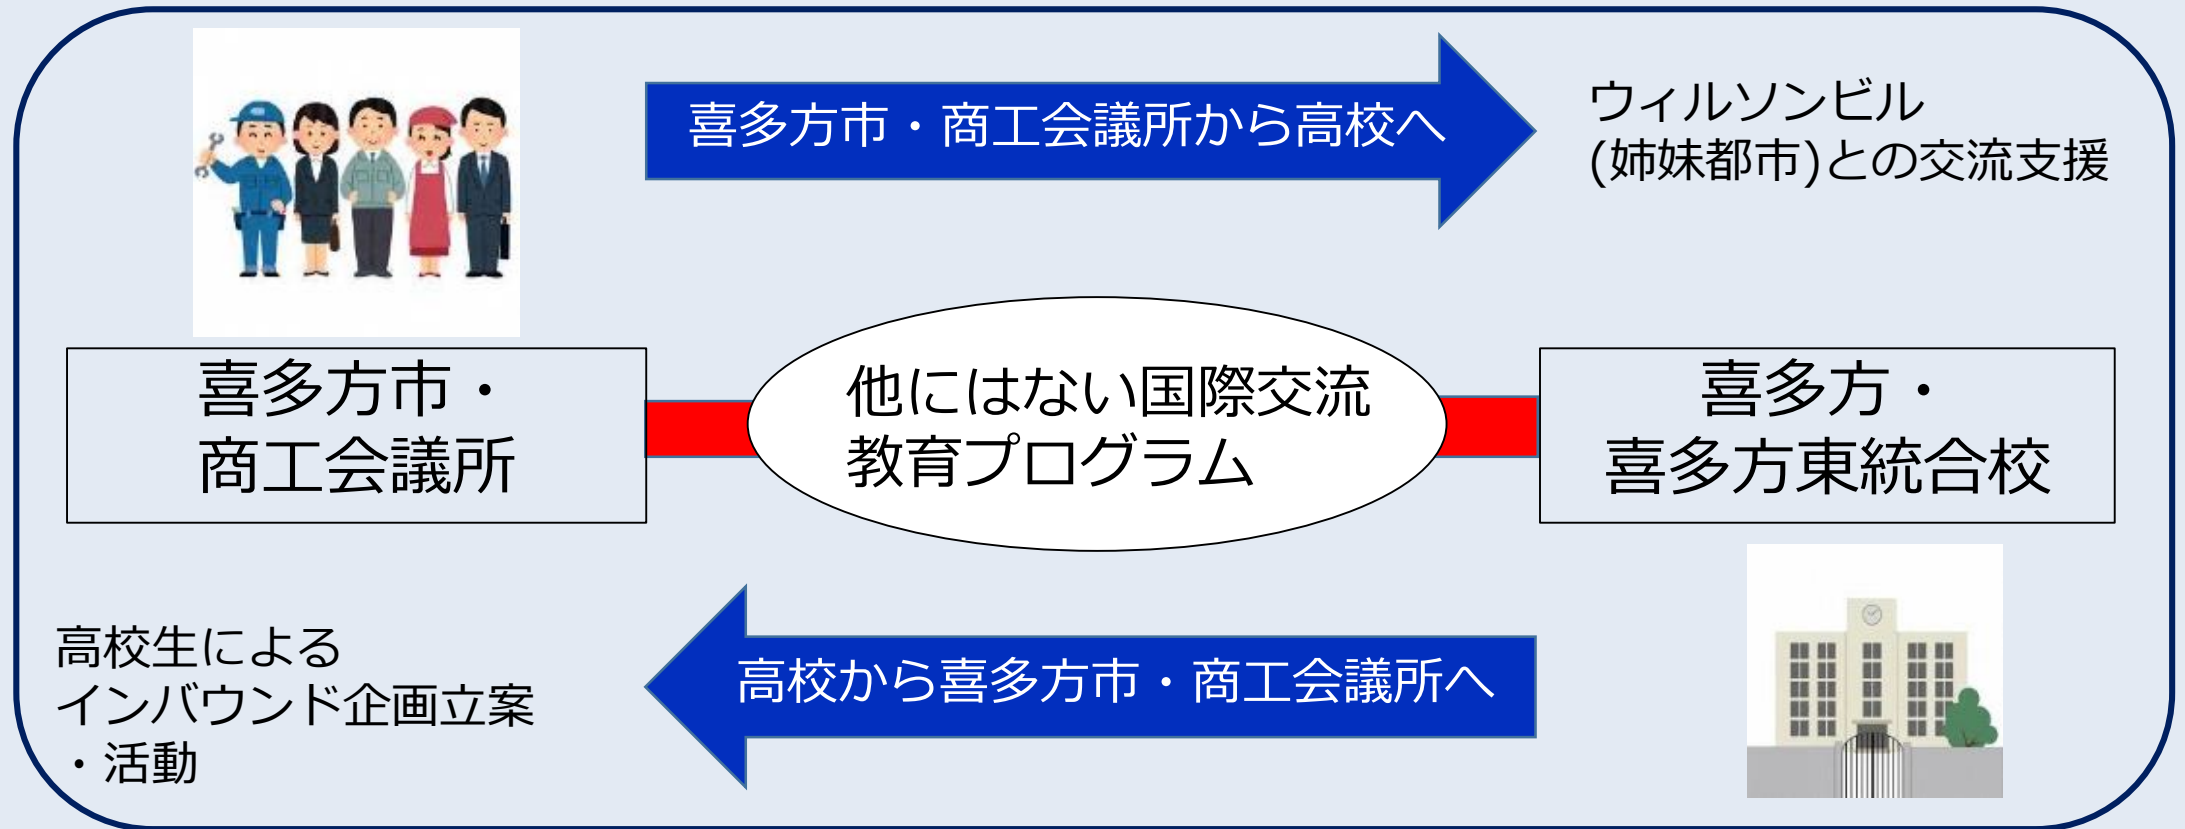 喜多方市・商工会議所から高校へ
ウィルソンビル
(姉妹都市)との交流支援
喜多方市・
商工会議所
他にはない国際交流
教育プログラム
喜多方・
喜多方東統合校
高校生による
インバウンド企画立案
・活動
高校から喜多方市・商工会議所へ